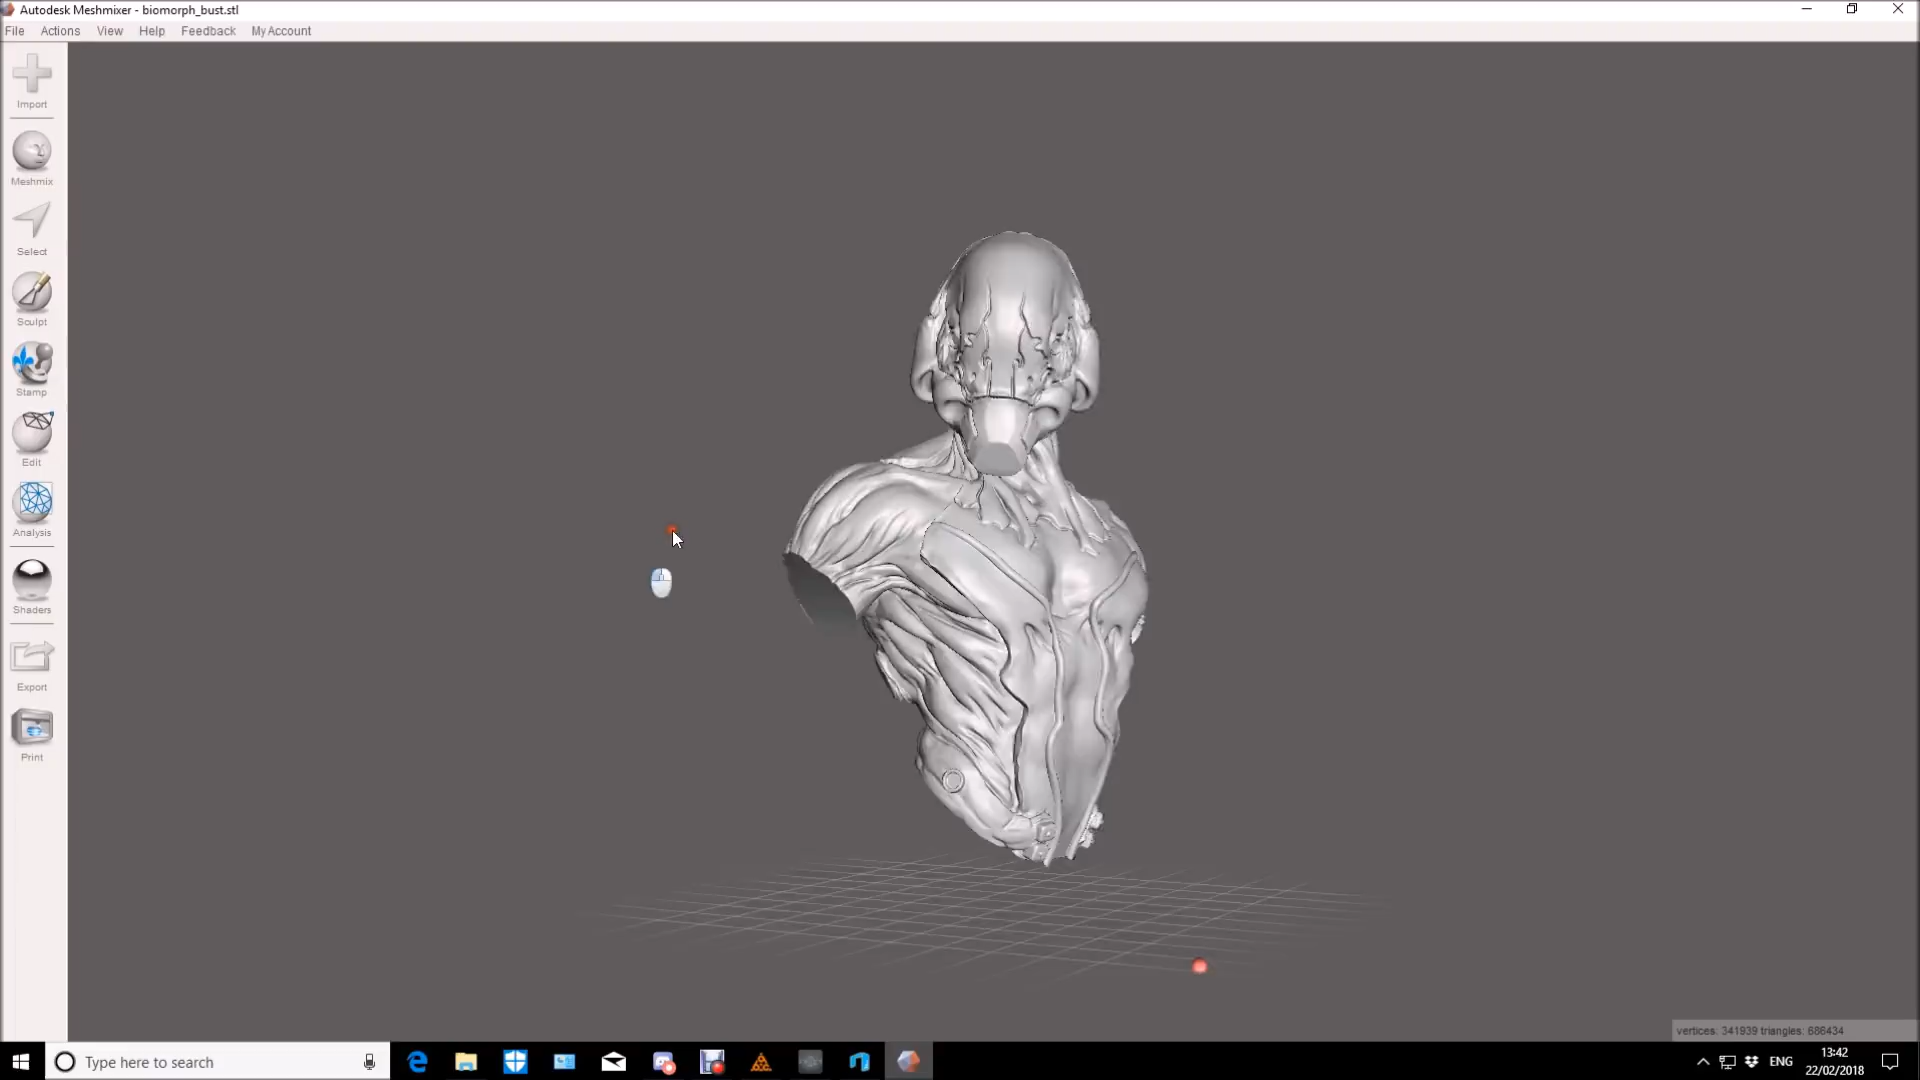 Autodesk Meshmixer - biomorph_bust.stl
File Actions View Help Feedback My Account
Import
Meshmix
Select
Sculpt
Stamp
Edit
Analysis
Shaders
Export
Print
vertices: 341939 triangles: 686434
Type here to search
ENG
13:42
22/02/2018